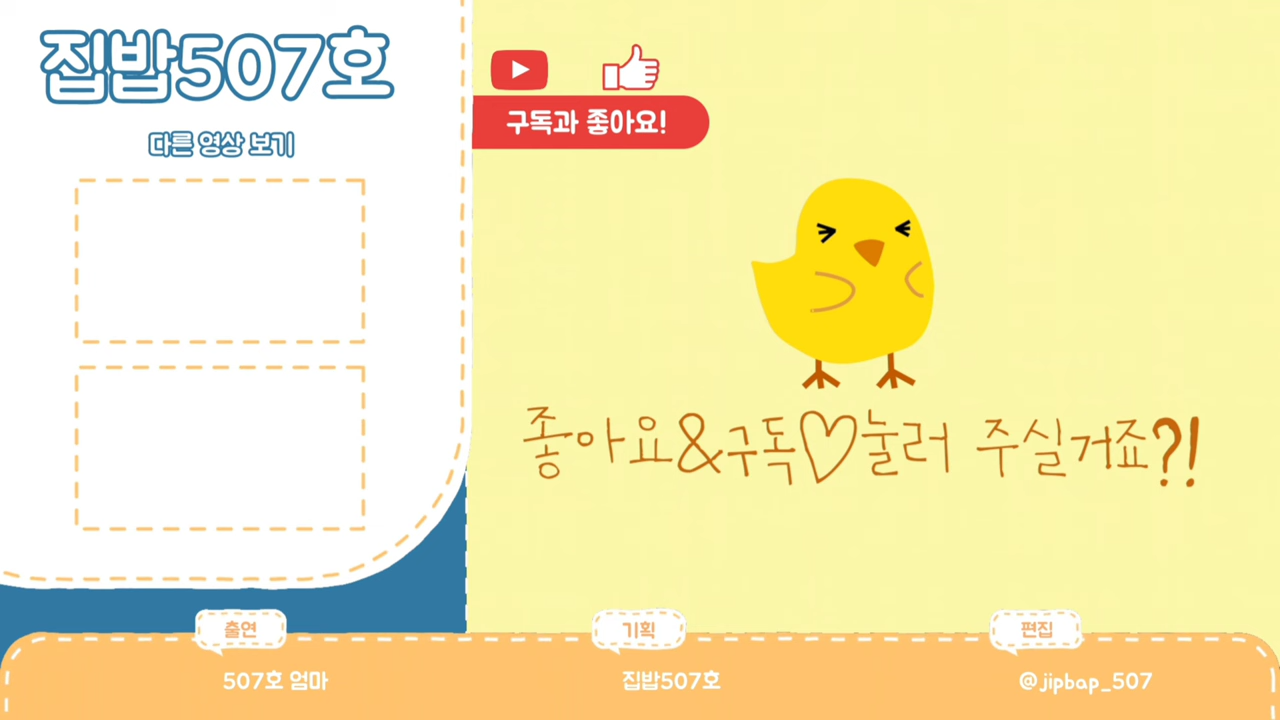 집밥507호
다른 영상 보기
구독과 좋아요!
좋아요&구독♡눌러 주실거죠?!
출연
507호 엄마
기획
집밥507호
편집
@jipbap_507